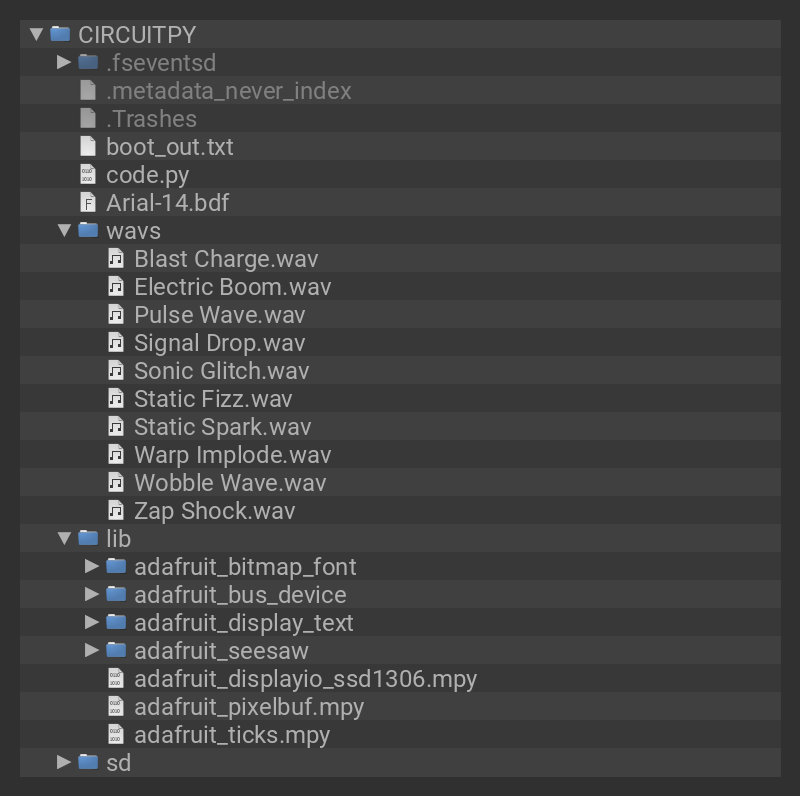 CIRCUITPY
.fseventsd
.metadata_never_index
.Trashes
boot_out.txt
code.py
Arial-14.bdf
wavs
Blast Charge.wav
Electric Boom.wav
Pulse Wave.wav
Signal Drop.wav
Sonic Glitch.wav
Static Fizz.wav
Static Spark.wav
Warp Implode.wav
Wobble Wave.wav
Zap Shock.wav
lib
adafruit_bitmap_font
adafruit_bus_device
adafruit_display_text
adafruit_seesaw
adafruit_displayio_ssd1306.mpy
adafruit_pixelbuf.mpy
adafruit_ticks.mpy
sd